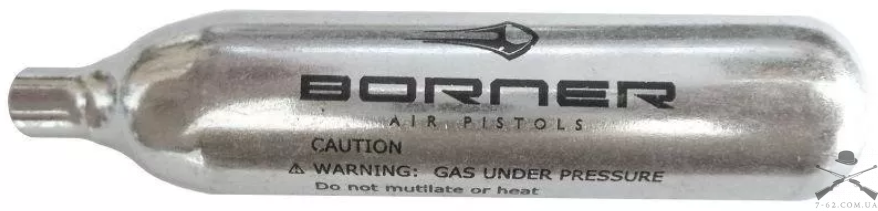 BORNER
AIR PISTOLS
CAUTION
⚠ WARNING: GAS UNDER PRESSURE
Do not mutilate or heat
7-62.COM.UA